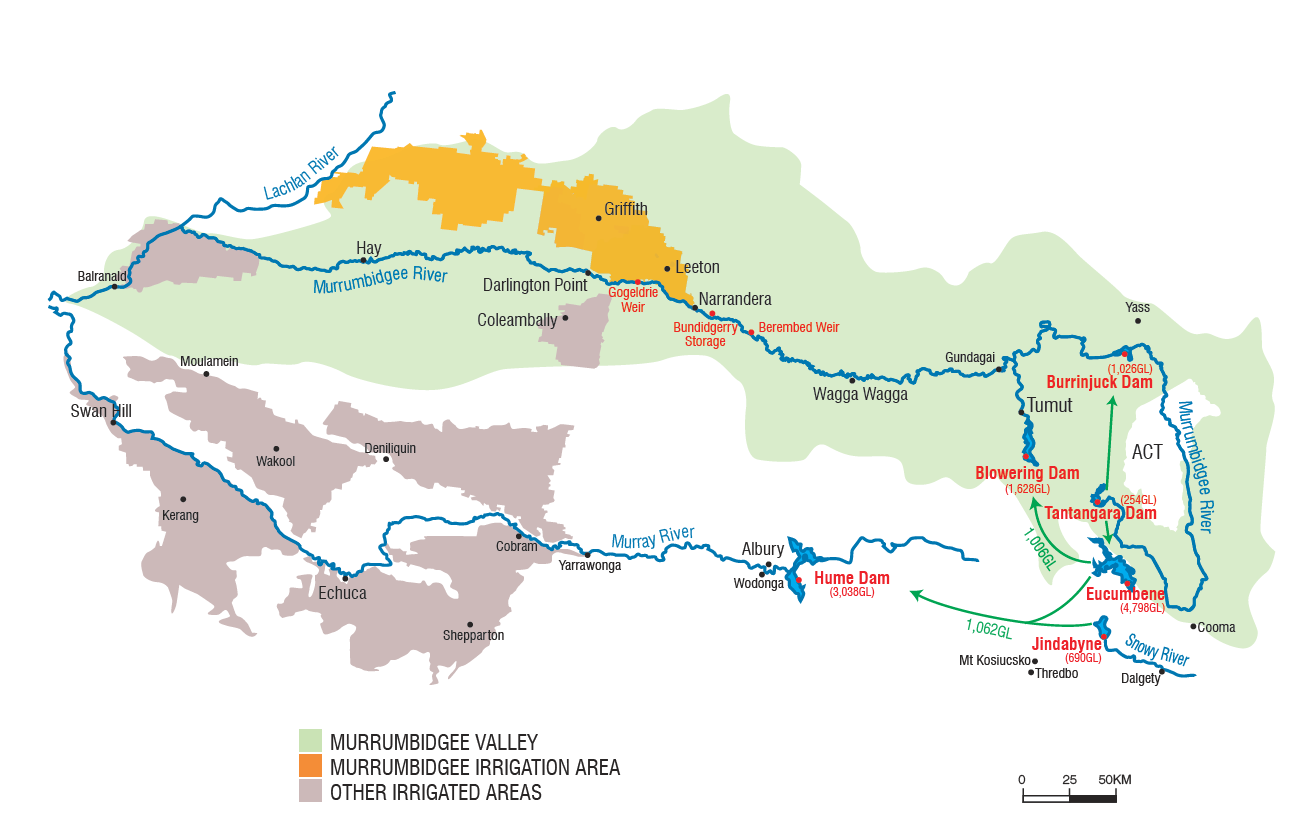 Lachlan River
Griffith
Hay
Leeton
Balranald
Murrumbidgee River
Darlington Point
Gogeldrie
Weir
Narrandera
Coleambally
Bundidgerry
Storage
Berembed Weir
Yass
Moulamein
Gundagai
(1,026GL)
Burrinjuck Dam
Wagga Wagga
Swan Hill
Tumut
Murrumbidgee River
Deniliquin
Wakool
ACT
Blowering Dam
(1,628GL)
(254GL)
Tantangara Dam
Kerang
1,006GL
Cobram
Murray River
Albury
Yarrawonga
Wodonga
Hume Dam
(3,038GL)
Echuca
Eucumbene
(4,798GL)
Shepparton
1,062GL
Cooma
Jindabyne
(690GL)
Snowy River
Mt Kosiucsko
Thredbo
Dalgety
MURRUMBIDGEE VALLEY
MURRUMBIDGEE IRRIGATION AREA
OTHER IRRIGATED AREAS
0 25 50KM